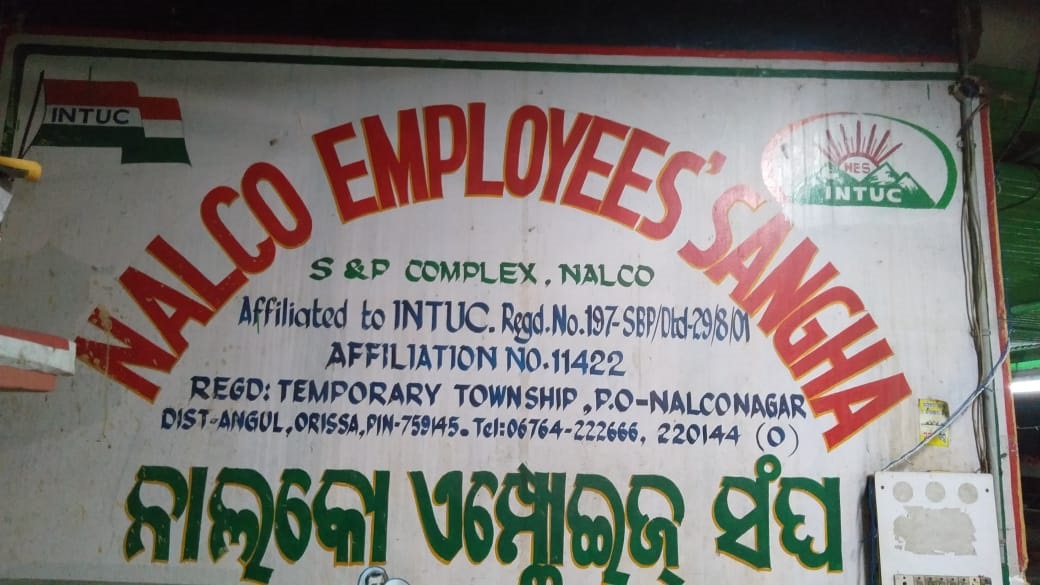 INTUC
NALCO EMPLOYEES' SANGHA
NES
INTUC
S & P COMPLEX, NALCO
Affiliated to INTUC. Regd. No. 197-SBP/Dtd-29/8/01
AFFILIATION NO. 11422
REGD: TEMPORARY TOWNSHIP, P.O-NALCONAGAR
DIST-ANGUL, ORISSA, PIN-759145. Tel: 06764-222666, 220144 (O)
ନାଲକୋ ଏମ୍ପ୍ଲୋଇଜ୍ ସଂଘ